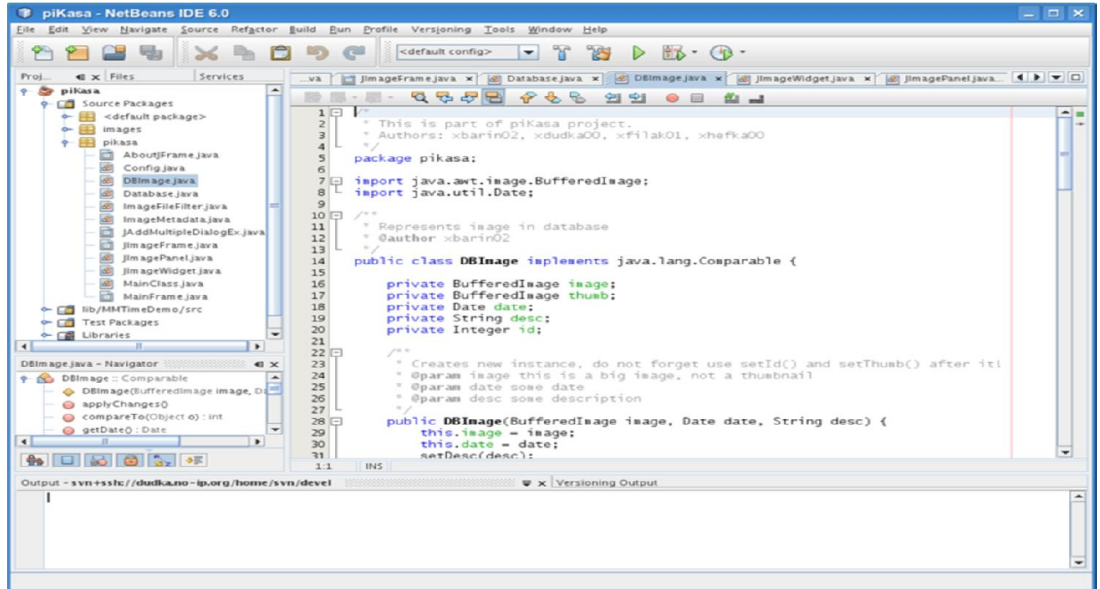 piKasa - NetBeans IDE 6.0
File Edit View Navigate Source Refactor Build Run Profile Versioning Tools Window Help
<default config>
Proj... Files Services
piKasa
Source Packages
<default package>
images
pikasa
AboutJFrame.java
Config.java
DBImage.java
Database.java
ImageFileFilter.java
ImageMetadata.java
JAddMultipleDialogEx.java
JImageFrame.java
JImagePanel.java
JImageWidget.java
MainClass.java
MainFrame.java
lib/MMTimeDemo/src
Test Packages
Libraries
DBImage.java - Navigator
DBImage :: Comparable
DBImage(BufferedImage image, D
applyChanges()
compareTo(Object o) : int
getDate() : Date
...va JImageFrame.java Database.java DBImage.java JImageWidget.java JImagePanel.java...
1 /*
2 * This is part of piKasa project.
3 * Authors: xbarin02, xdudka00, xfilak01, xhefka00
4 */
5 package pikasa;
6
7 import java.awt.image.BufferedImage;
8 import java.util.Date;
9
10 /**
11 * Represents image in database
12 * @author xbarin02
13 */
14 public class DBImage implements java.lang.Comparable {
15
16 private BufferedImage image;
17 private BufferedImage thumb;
18 private Date date;
19 private String desc;
20 private Integer id;
21
22 /**
23 * Creates new instance, do not forget use setId() and setThumb() after it!
24 * @param image this is a big image, not a thumbnail
25 * @param date some date
26 * @param desc some description
27 */
28 public DBImage(BufferedImage image, Date date, String desc) {
29 this.image = image;
30 this.date = date;
31 setDesc(desc);
1:1 INS
Output - svn+ssh://dudka.no-ip.org/home/svn/devel Versioning Output